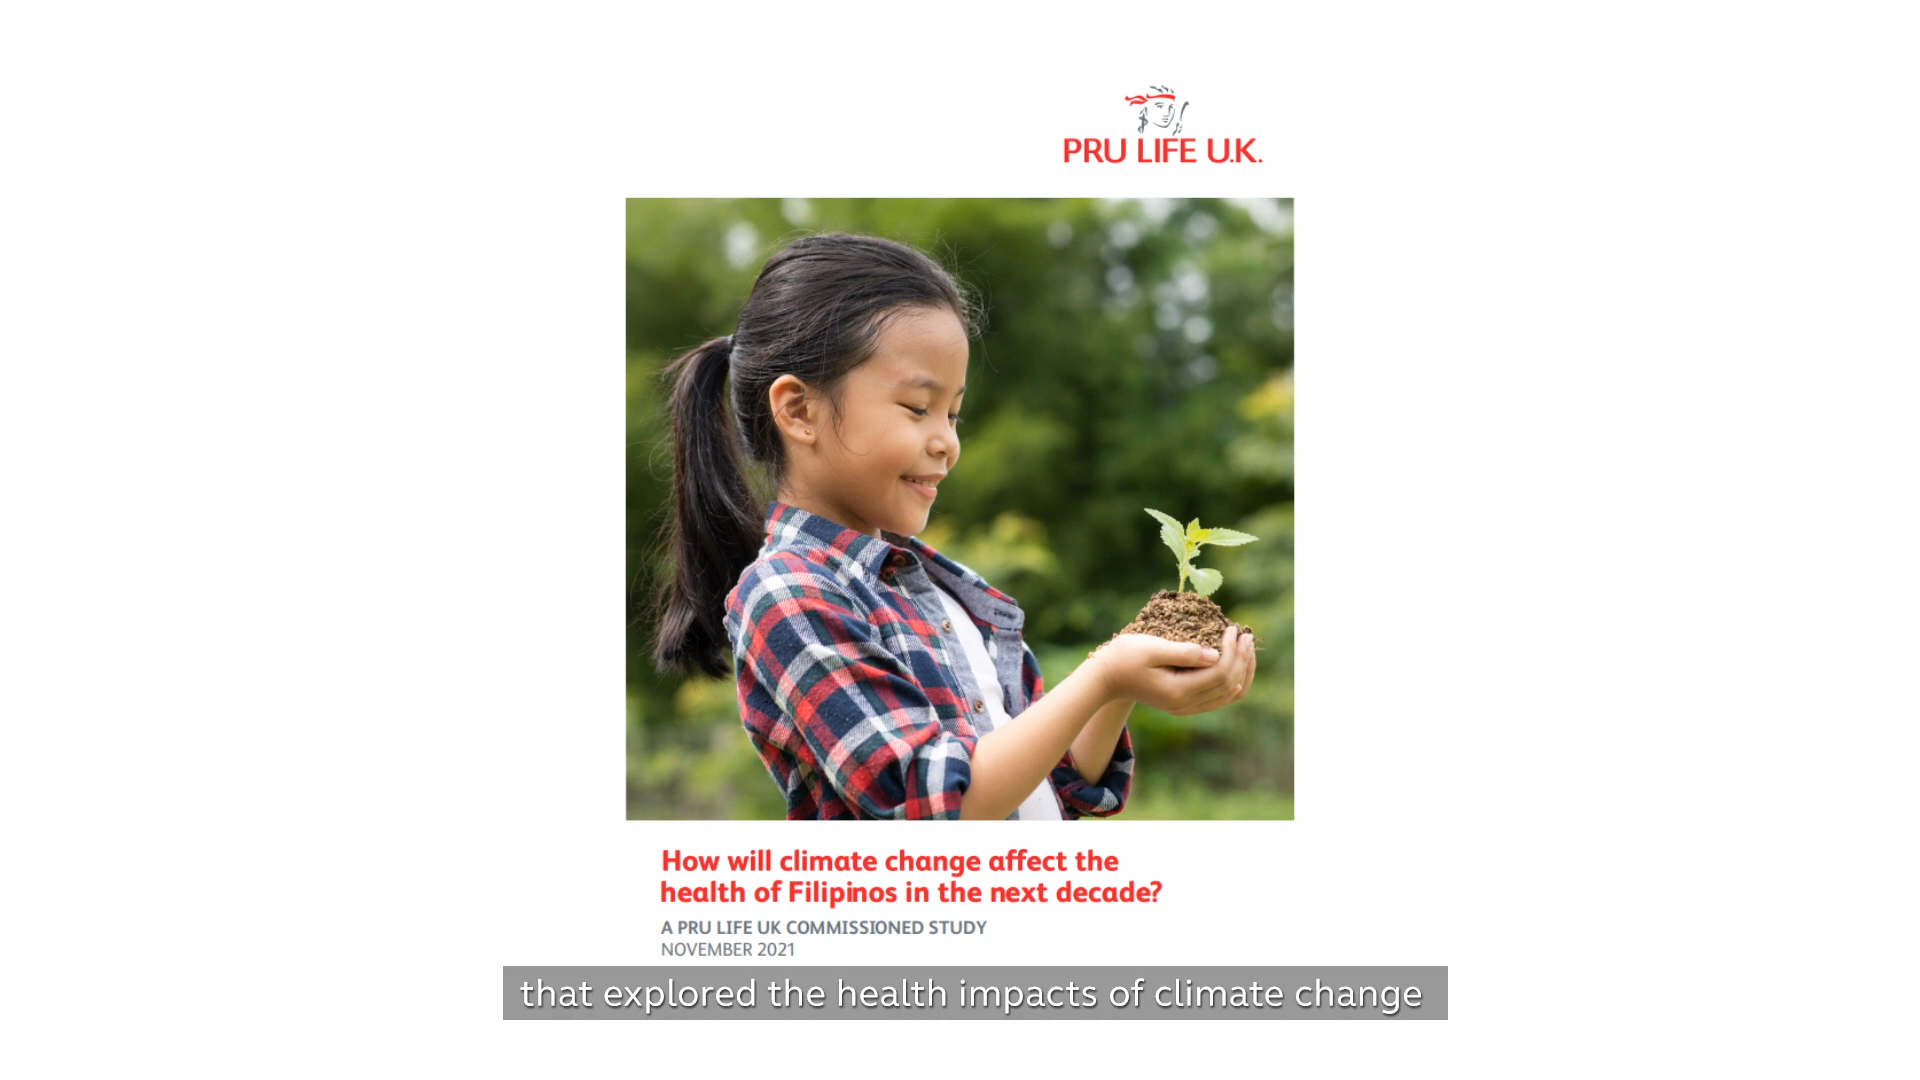 PRU LIFE U.K.
How will climate change affect the
health of Filipinos in the next decade?
A PRU LIFE UK COMMISSIONED STUDY
NOVEMBER 2021
that explored the health impacts of climate change